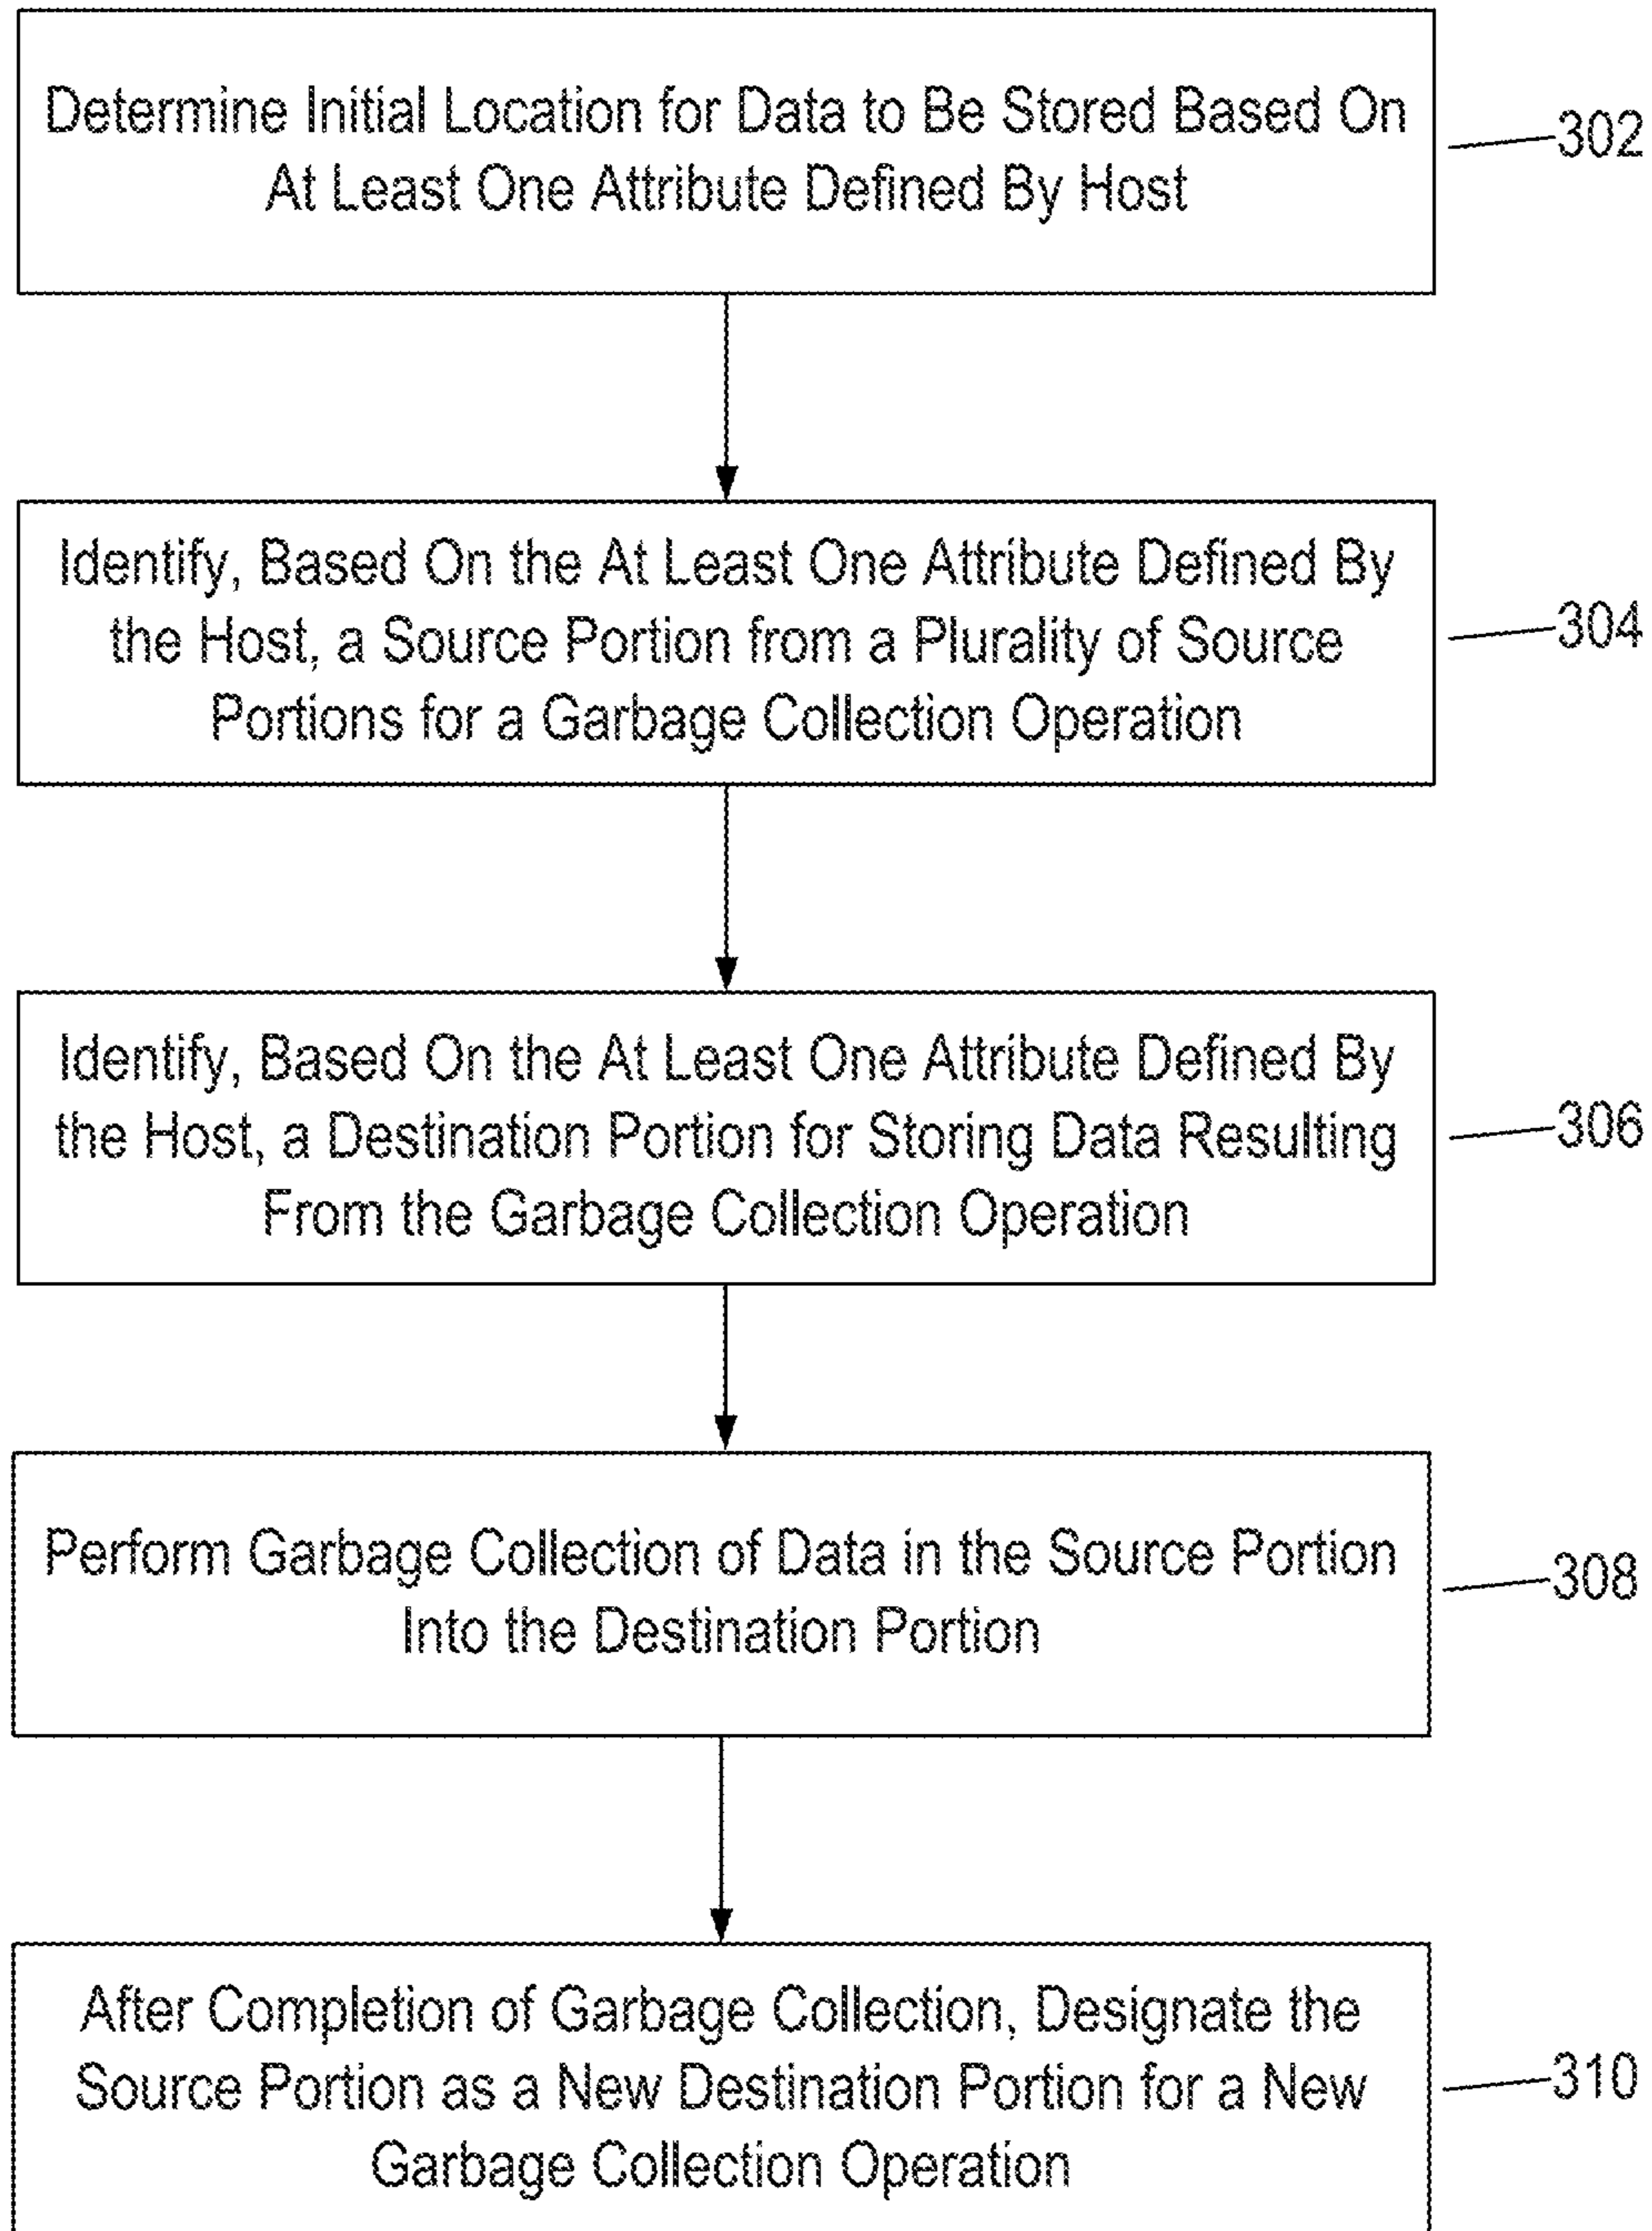 Determine Initial Location for Data to Be Stored Based On
At Least One Attribute Defined By Host
302
Identify, Based On the At Least One Attribute Defined By
the Host, a Source Portion from a Plurality of Source
Portions for a Garbage Collection Operation
304
Identify, Based On the At Least One Attribute Defined By
the Host, a Destination Portion for Storing Data Resulting
From the Garbage Collection Operation
306
Perform Garbage Collection of Data in the Source Portion
Into the Destination Portion
308
After Completion of Garbage Collection, Designate the
Source Portion as a New Destination Portion for a New
Garbage Collection Operation
310